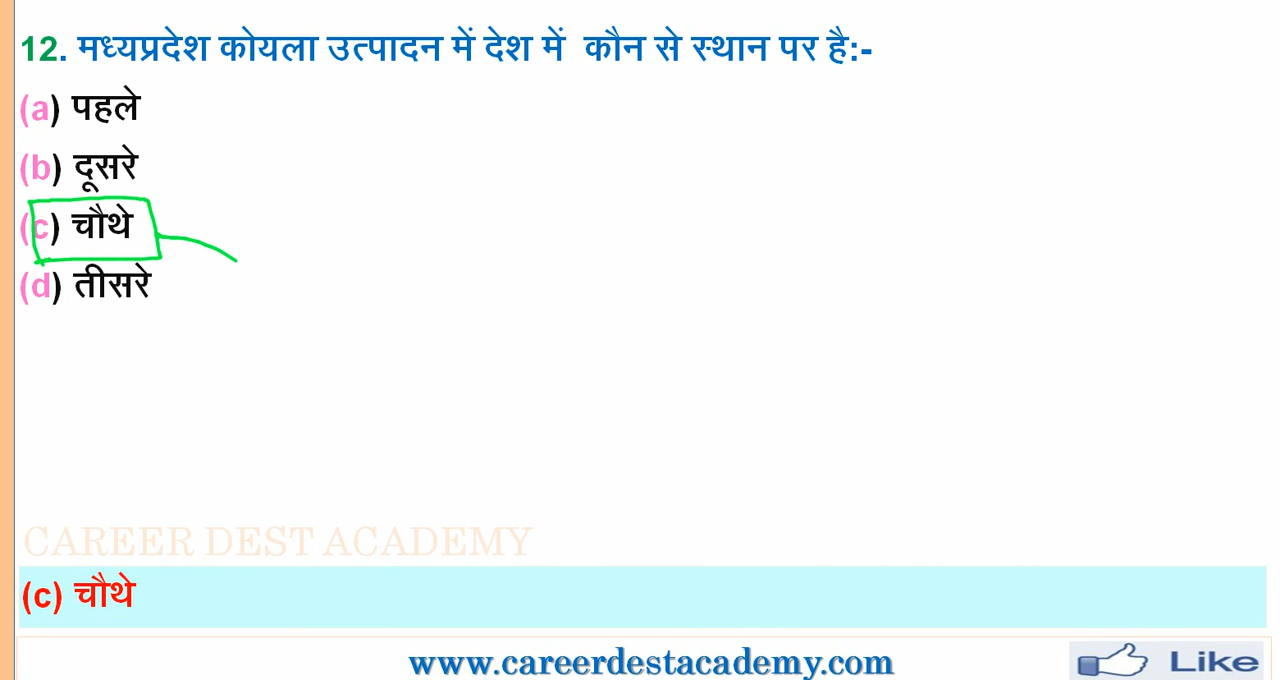 12. मध्यप्रदेश कोयला उत्पादन में देश में कौन से स्थान पर है:-
(a) पहले
(b) दूसरे
(c) चौथे
(d) तीसरे
CAREER DEST ACADEMY
(c) चौथे
www.careerdestacademy.com
Like